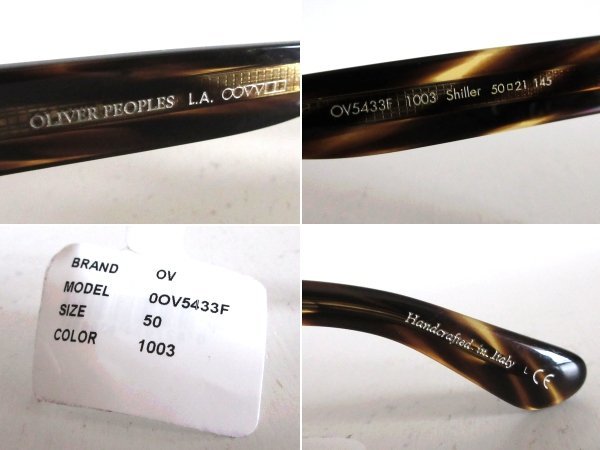 OLIVER PEOPLES L.A.
OV5433F 1003 Shiller 50□21 145
BRAND OV
MODEL 0OV5433F
SIZE 50
COLOR 1003
Handcrafted in Italy L CE